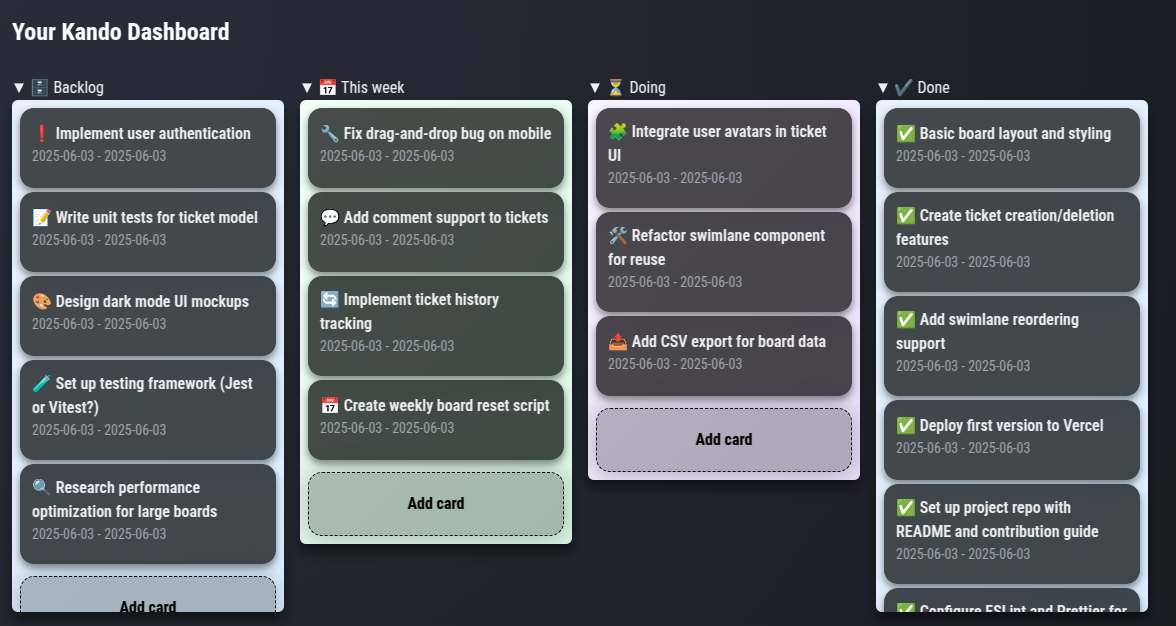 Your Kando Dashboard
▼ 🗄️ Backlog
❗ Implement user authentication
2025-06-03 - 2025-06-03
📝 Write unit tests for ticket model
2025-06-03 - 2025-06-03
🎨 Design dark mode UI mockups
2025-06-03 - 2025-06-03
🧪 Set up testing framework (Jest
or Vitest?)
2025-06-03 - 2025-06-03
🔍 Research performance
optimization for large boards
2025-06-03 - 2025-06-03
Add card
▼ 📅 This week
🔧 Fix drag-and-drop bug on mobile
2025-06-03 - 2025-06-03
💬 Add comment support to tickets
2025-06-03 - 2025-06-03
🔄 Implement ticket history
tracking
2025-06-03 - 2025-06-03
📅 Create weekly board reset script
2025-06-03 - 2025-06-03
Add card
▼ ⏳ Doing
🧩 Integrate user avatars in ticket
UI
2025-06-03 - 2025-06-03
🛠️ Refactor swimlane component
for reuse
2025-06-03 - 2025-06-03
📤 Add CSV export for board data
2025-06-03 - 2025-06-03
Add card
▼ ✔️ Done
✅ Basic board layout and styling
2025-06-03 - 2025-06-03
✅ Create ticket creation/deletion
features
2025-06-03 - 2025-06-03
✅ Add swimlane reordering
support
2025-06-03 - 2025-06-03
✅ Deploy first version to Vercel
2025-06-03 - 2025-06-03
✅ Set up project repo with
README and contribution guide
2025-06-03 - 2025-06-03
✅ Configure ESLint and Prettier for